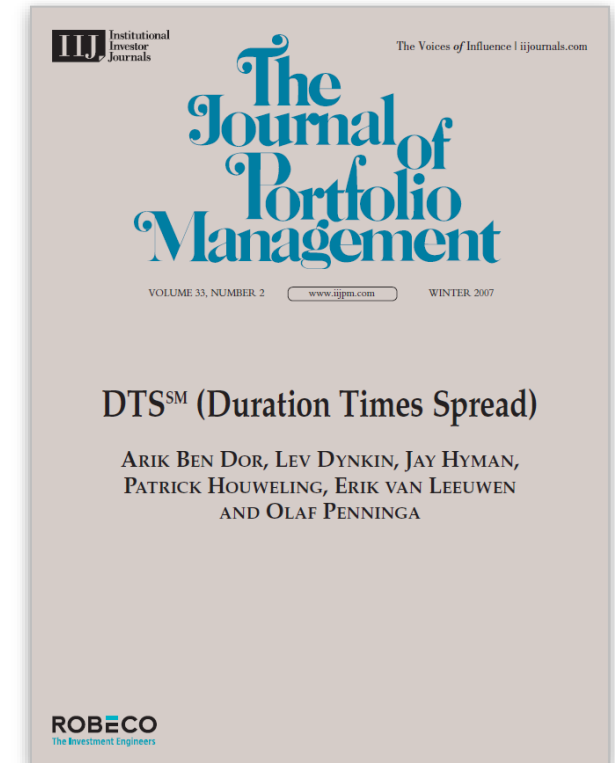 IIJ Institutional
Investor
Journals
The Voices of Influence | iijournals.com
The
Journal
of
Portfolio
Management
VOLUME 33, NUMBER 2
www.iijpm.com
WINTER 2007
DTS℠ (Duration Times Spread)
ARIK BEN DOR, LEV DYNKIN, JAY HYMAN,
PATRICK HOUWELING, ERIK VAN LEEUWEN
AND OLAF PENNINGA
ROBECO
The Investment Engineers